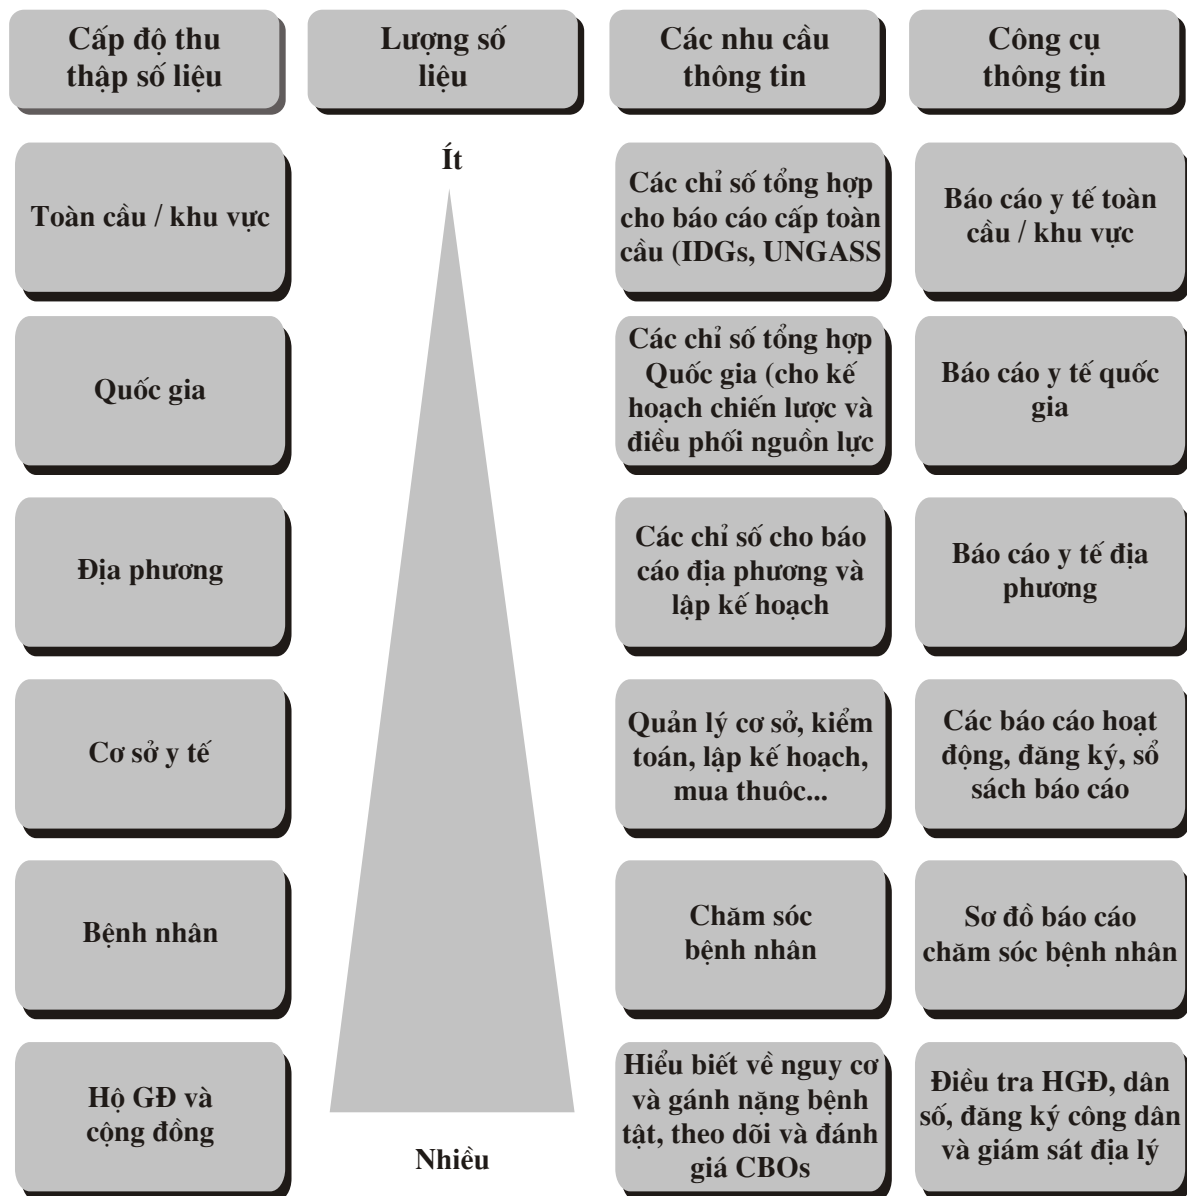 Cấp độ thu
thập số liệu
Lượng số
liệu
Các nhu cầu
thông tin
Công cụ
thông tin
Ít
Toàn cầu / khu vực
Các chỉ số tổng hợp
cho báo cáo cấp toàn
cầu (IDGs, UNGASS
Báo cáo y tế toàn
cầu / khu vực
Quốc gia
Các chỉ số tổng hợp
Quốc gia (cho kế
hoạch chiến lược và
điều phối nguồn lực
Báo cáo y tế quốc
gia
Địa phương
Các chỉ số cho báo
cáo địa phương và
lập kế hoạch
Báo cáo y tế địa
phương
Cơ sở y tế
Quản lý cơ sở, kiểm
toán, lập kế hoạch,
mua thuôc...
Các báo cáo hoạt
động, đăng ký, sổ
sách báo cáo
Bệnh nhân
Chăm sóc
bệnh nhân
Sơ đồ báo cáo
chăm sóc bệnh nhân
Hộ GĐ và
cộng đồng
Nhiều
Hiểu biết về nguy cơ
và gánh nặng bệnh
tật, theo dõi và đánh
giá CBOs
Điều tra HGĐ, dân
số, đăng ký công dân
và giám sát địa lý